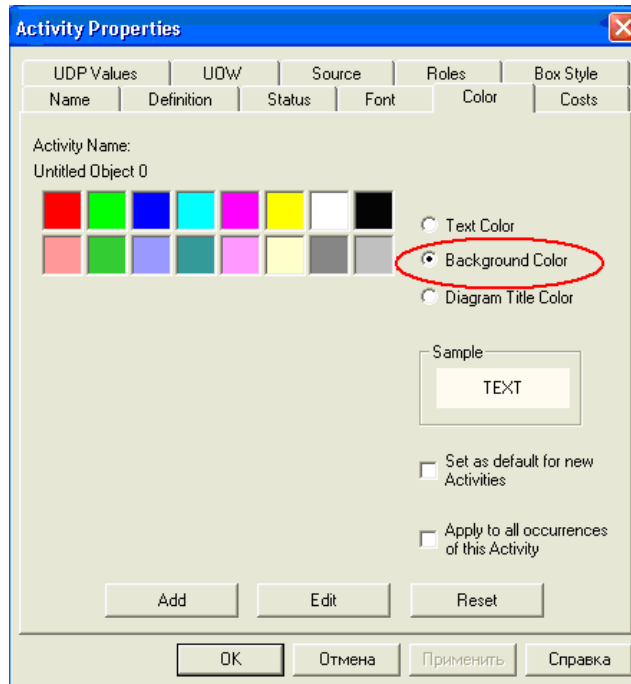 Activity Properties
UDP Values UOW Source Roles Box Style
Name Definition Status Font Color Costs
Activity Name:
Untitled Object 0
Text Color
Background Color
Diagram Title Color
Sample
TEXT
Set as default for new
Activities
Apply to all occurrences
of this Activity
Add Edit Reset
OK Отмена Применить Справка